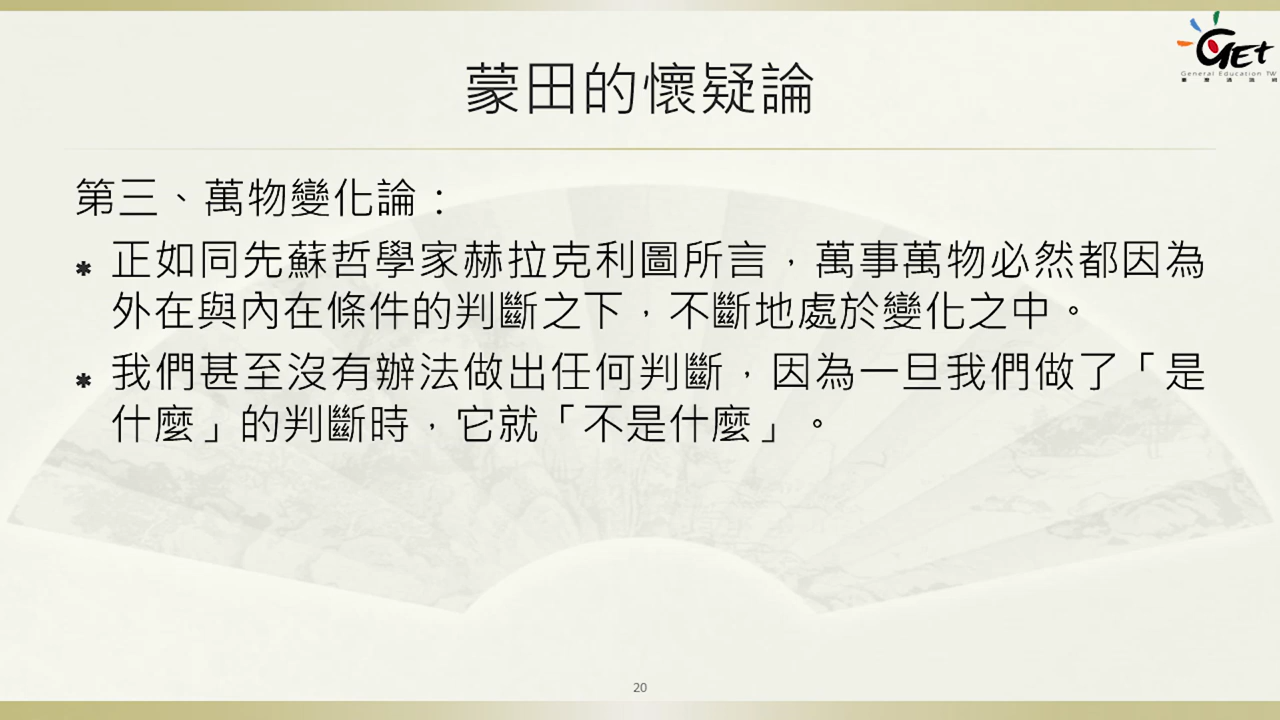 GET
General Education TW
蒙田的懷疑論
第三、萬物變化論：
正如同先蘇哲學家赫拉克利圖所言，萬事萬物必然都因為
外在與內在條件的判斷之下，不斷地處於變化之中。
我們甚至沒有辦法做出任何判斷，因為一旦我們做了「是
什麼」的判斷時，它就「不是什麼」。
20